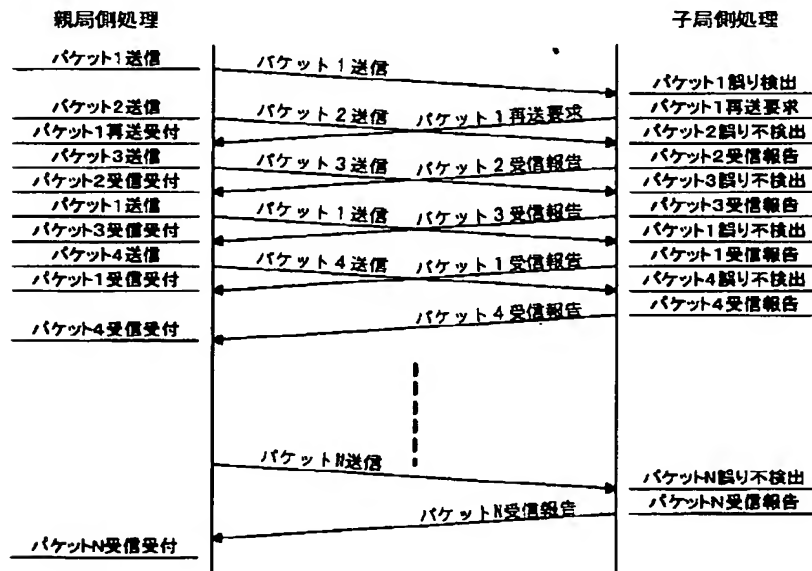 親局側処理
子局側処理
パケット1送信
パケット1送信
パケット1誤り検出
パケット2送信
パケット2送信
パケット1再送要求
パケット1再送要求
パケット1再送受付
パケット2誤り不検出
パケット3送信
パケット3送信
パケット2受信報告
パケット2受信報告
パケット2受信受付
パケット3誤り不検出
パケット1送信
パケット1送信
パケット3受信報告
パケット3受信報告
パケット3受信受付
パケット1誤り不検出
パケット4送信
パケット4送信
パケット1受信報告
パケット1受信報告
パケット1受信受付
パケット4誤り不検出
パケット4受信報告
パケット4受信報告
パケット4受信受付
パケットN送信
パケットN誤り不検出
パケットN受信報告
パケットN受信報告
パケットN受信受付